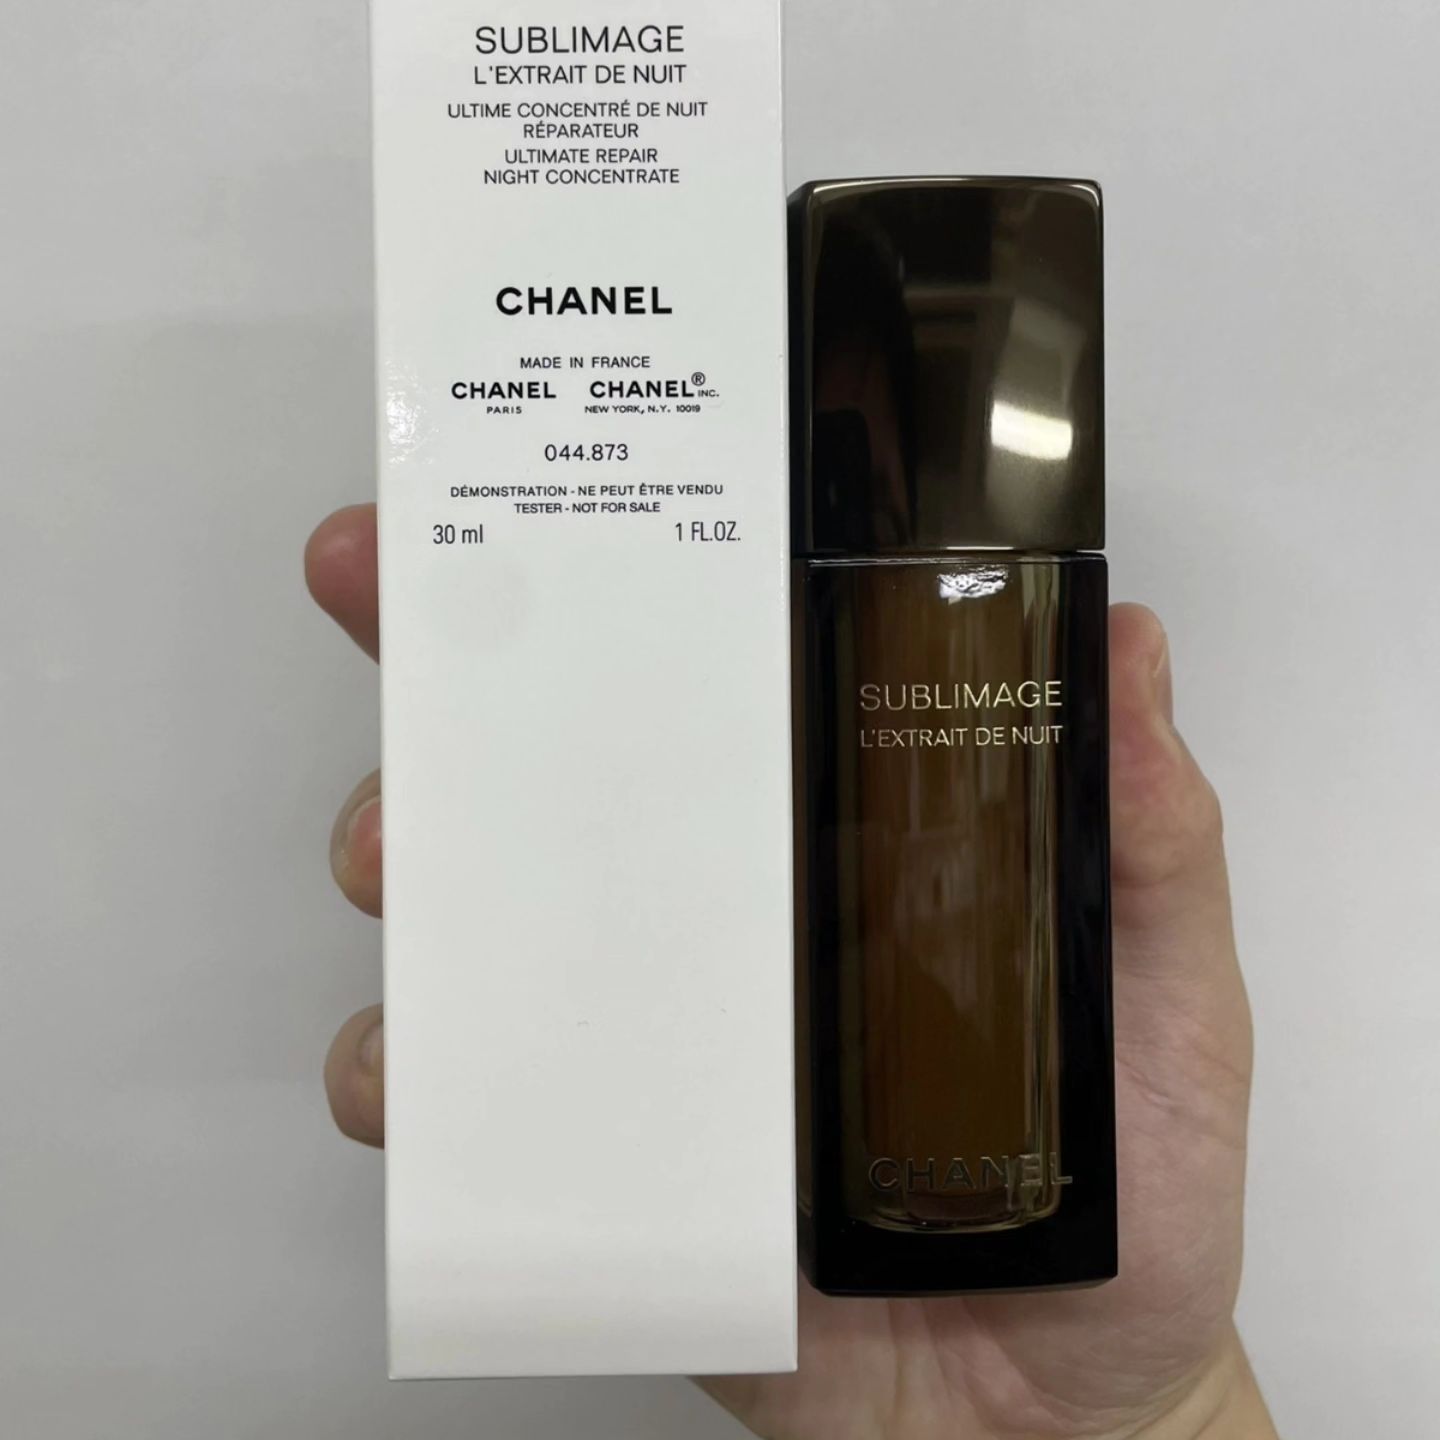 SUBLIMAGE
L'EXTRAIT DE NUIT
ULTIME CONCENTRÉ DE NUIT
RÉPARATEUR
ULTIMATE REPAIR
NIGHT CONCENTRATE
CHANEL
MADE IN FRANCE
CHANEL CHANEL® INC.
PARIS NEW YORK, N.Y. 10019
044.873
DÉMONSTRATION - NE PEUT ÊTRE VENDU
TESTER - NOT FOR SALE
30 ml 1 FL.OZ.
SUBLIMAGE
L'EXTRAIT DE NUIT
CHANEL